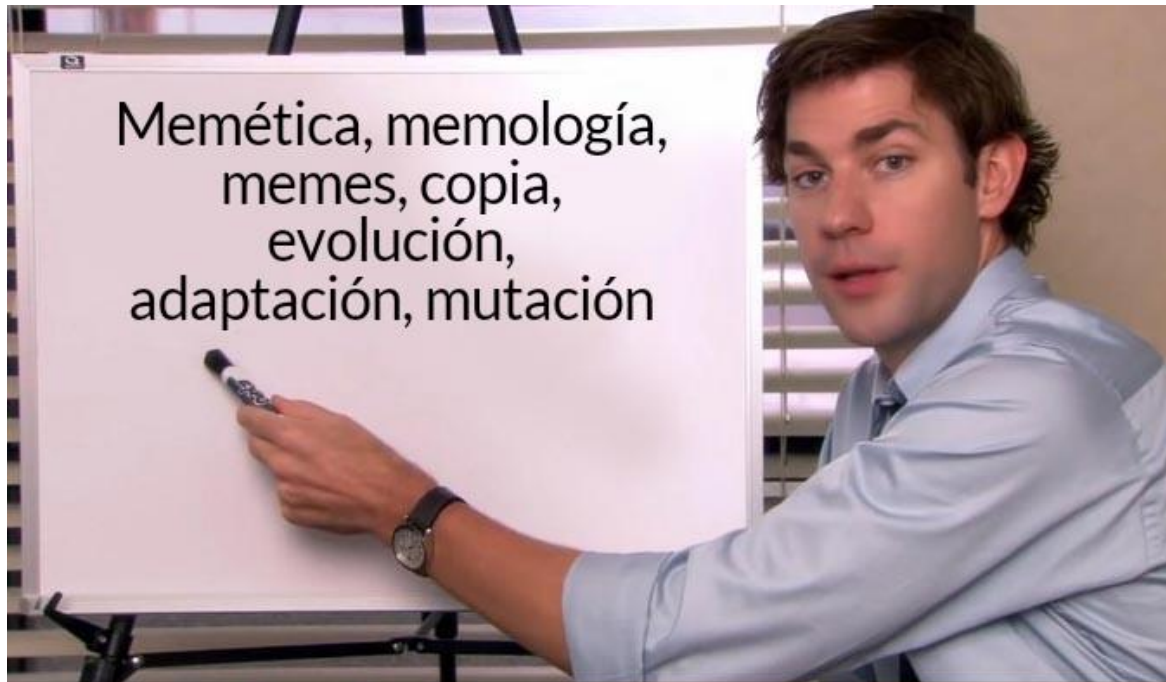 Memética, memología,
memes, copia,
evolución,
adaptación, mutación